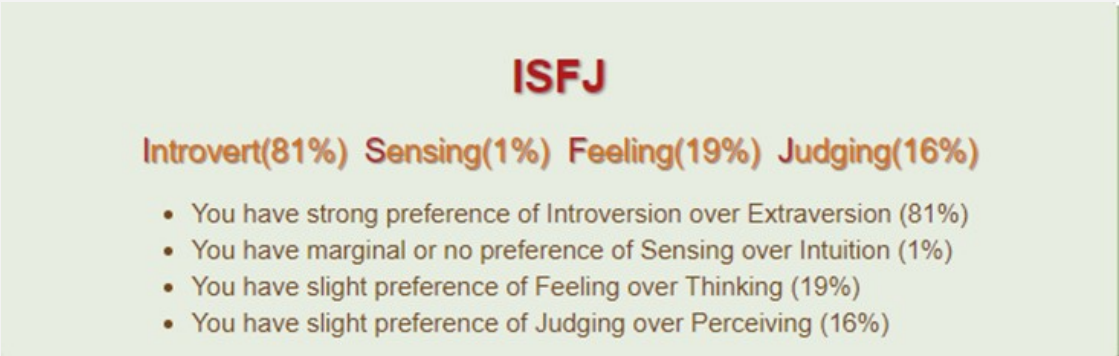 ISFJ
Introvert(81%) Sensing(1%) Feeling(19%) Judging(16%)
• You have strong preference of Introversion over Extraversion (81%)
• You have marginal or no preference of Sensing over Intuition (1%)
• You have slight preference of Feeling over Thinking (19%)
• You have slight preference of Judging over Perceiving (16%)